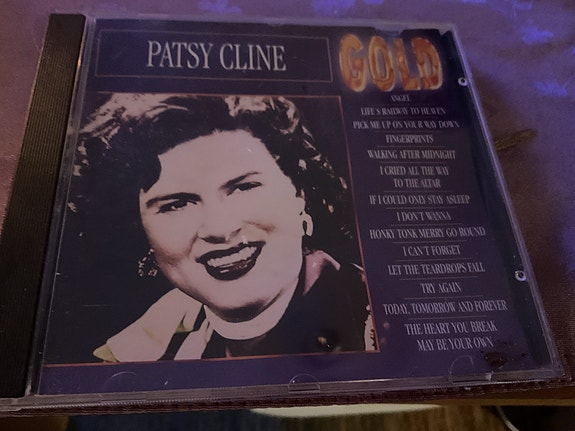 PATSY CLINE
GOLD
ANGEL
LIFE'S RAILWAY TO HEAVEN
PICK ME UP ON YOUR WAY DOWN
FINGERPRINTS
WALKING AFTER MIDNIGHT
I CRIED ALL THE WAY
TO THE ALTAR
IF I COULD ONLY STAY ASLEEP
I DON'T WANNA
HONKY TONK MERRY GO ROUND
I CAN'T FORGET
LET THE TEARDROPS FALL
TRY AGAIN
TODAY, TOMORROW AND FOREVER
THE HEART YOU BREAK
MAY BE YOUR OWN